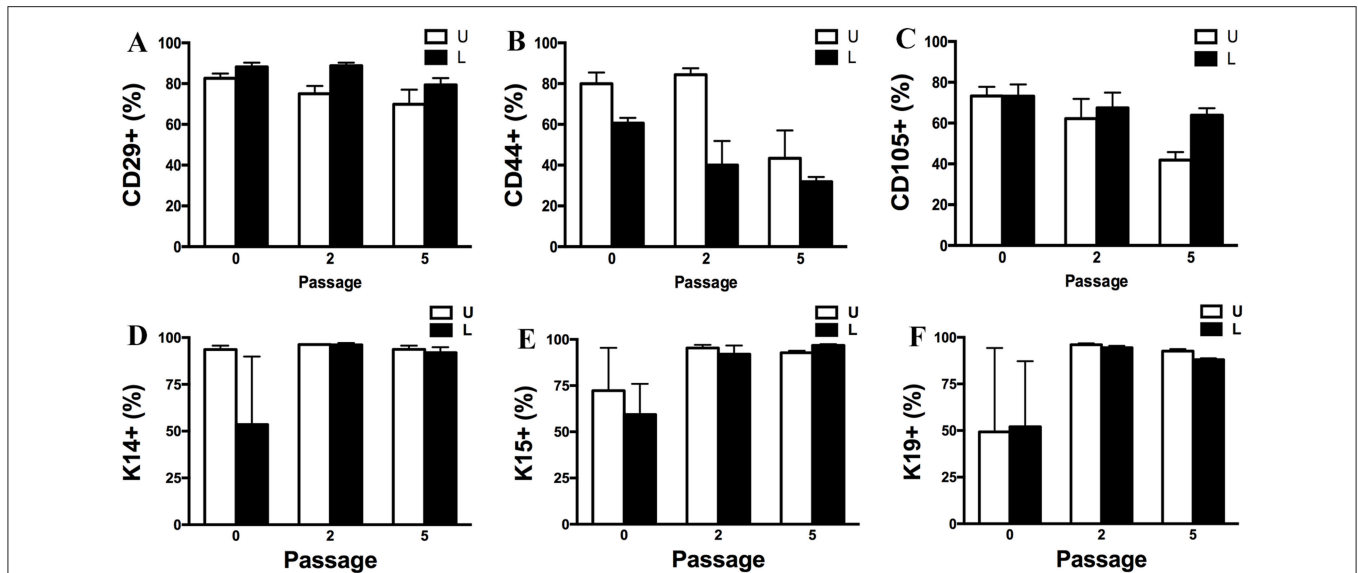 A
U
L
CD29+ (%)
100
80
60
40
20
0
0 2 5
Passage
B
U
L
CD44+ (%)
100
80
60
40
20
0
0 2 5
Passage
C
U
L
CD105+ (%)
100
80
60
40
20
0
0 2 5
Passage
D
U
L
K14+ (%)
100
75
50
25
0
0 2 5
Passage
E
U
L
K15+ (%)
100
75
50
25
0
0 2 5
Passage
F
U
L
K19+ (%)
100
75
50
25
0
0 2 5
Passage